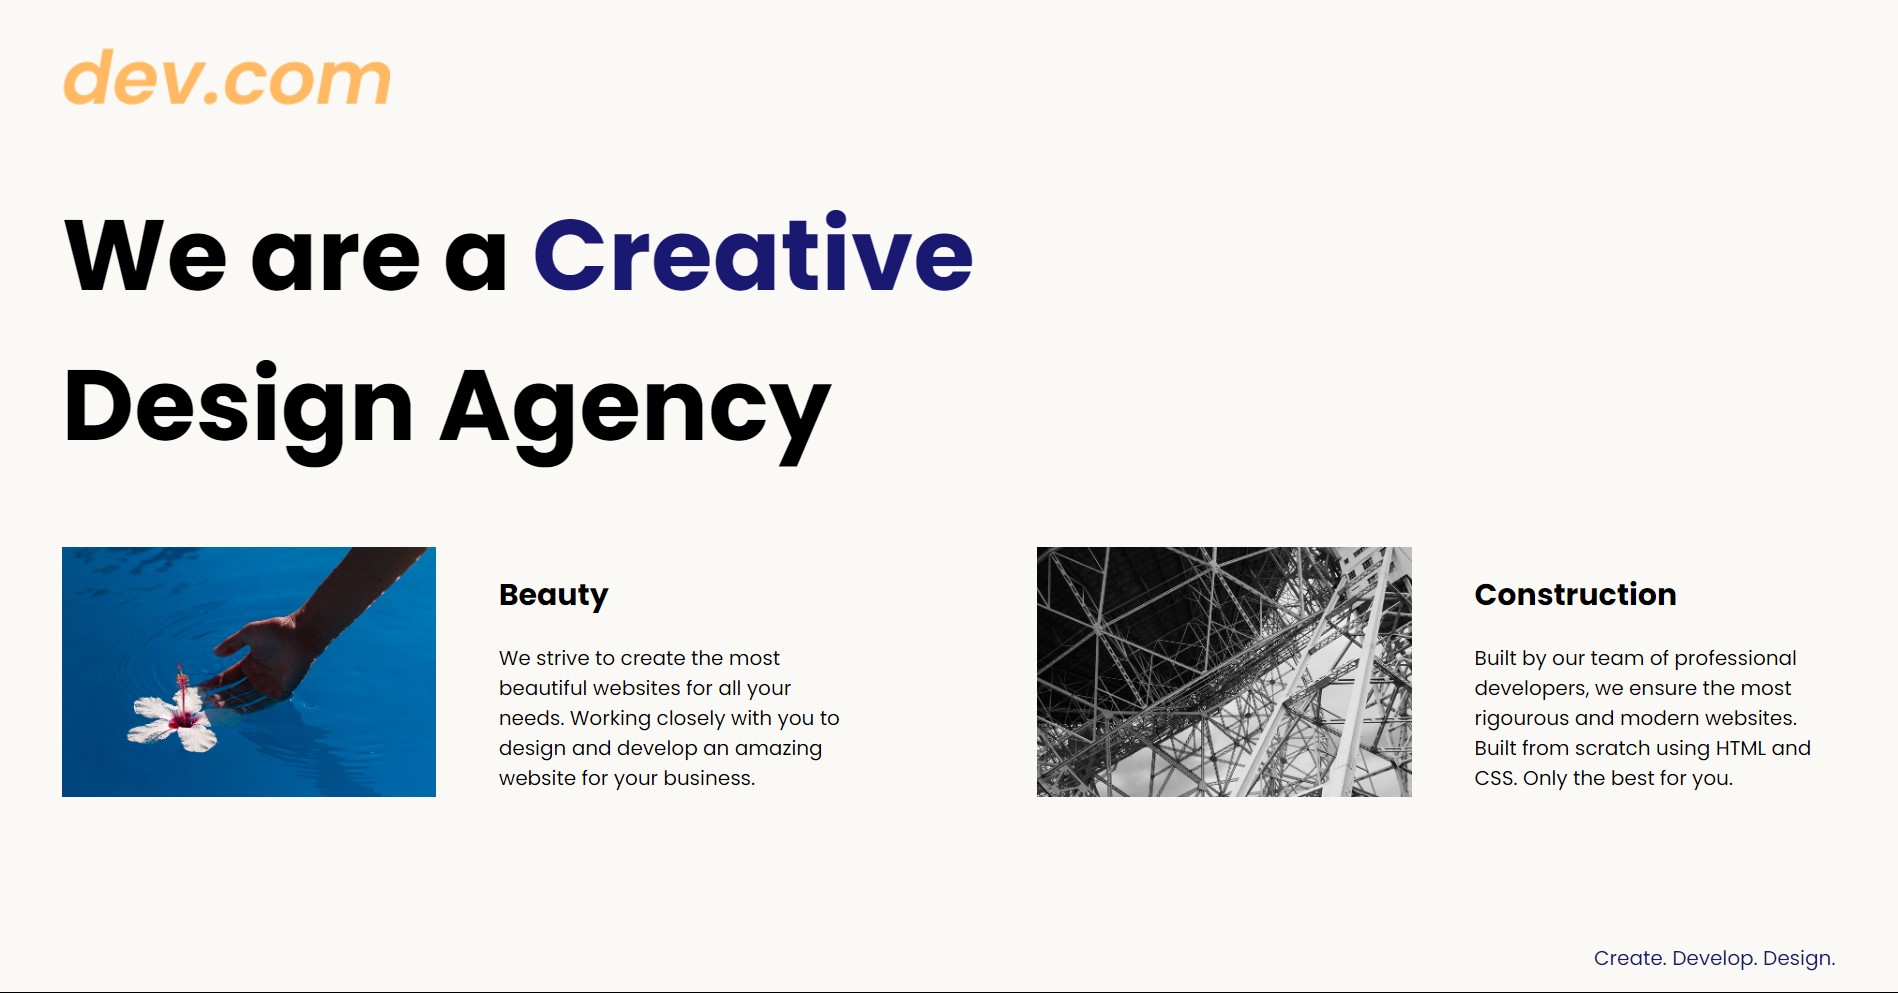 dev.com
We are a Creative
Design Agency
Beauty
We strive to create the most
beautiful websites for all your
needs. Working closely with you to
design and develop an amazing
website for your business.
Construction
Built by our team of professional
developers, we ensure the most
rigourous and modern websites.
Built from scratch using HTML and
CSS. Only the best for you.
Create. Develop. Design.